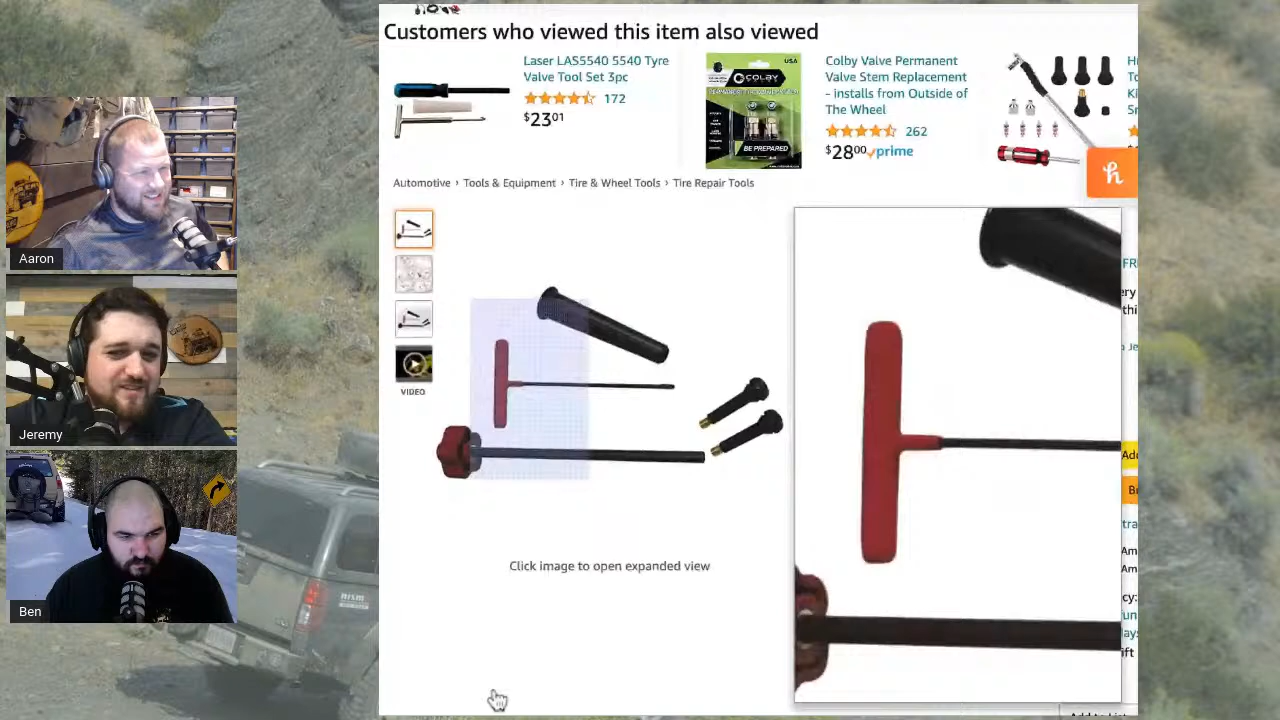 Customers who viewed this item also viewed
Laser LAS5540 5540 Tyre
Valve Tool Set 3pc
172
$23.01
USA
COLBY
BE PREPARED
Colby Valve Permanent
Valve Stem Replacement
- installs from Outside of
The Wheel
262
$28.00 prime
h
Automotive › Tools & Equipment › Tire & Wheel Tools › Tire Repair Tools
VIDEO
Click image to open expanded view
Aaron
Jeremy
Ben
nism